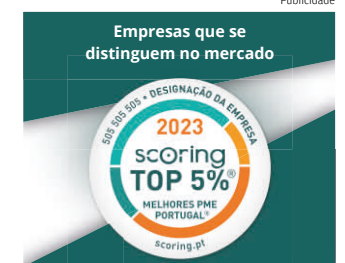 Publicidade
Empresas que se
distinguem no mercado
505 505 505 • DESIGNAÇÃO DA EMPRESA
2023
scoring
TOP 5%®
MELHORES PME
PORTUGAL®
scoring.pt